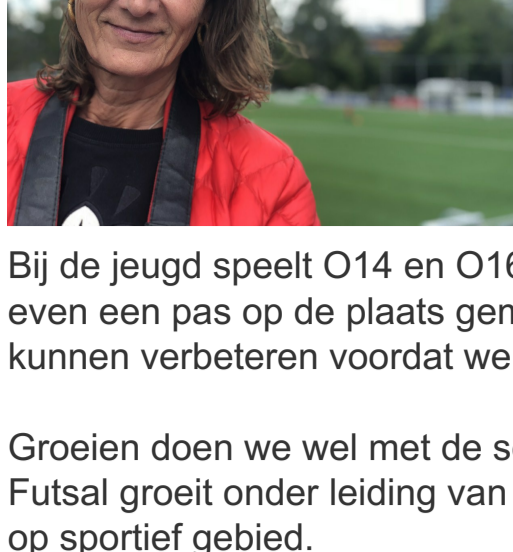 Bij de jeugd speelt O14 en O16
even een pas op de plaats
kunnen verbeteren voordat we
Groeien doen we wel met de
Futsal groeit onder leiding van
op sportief gebied.